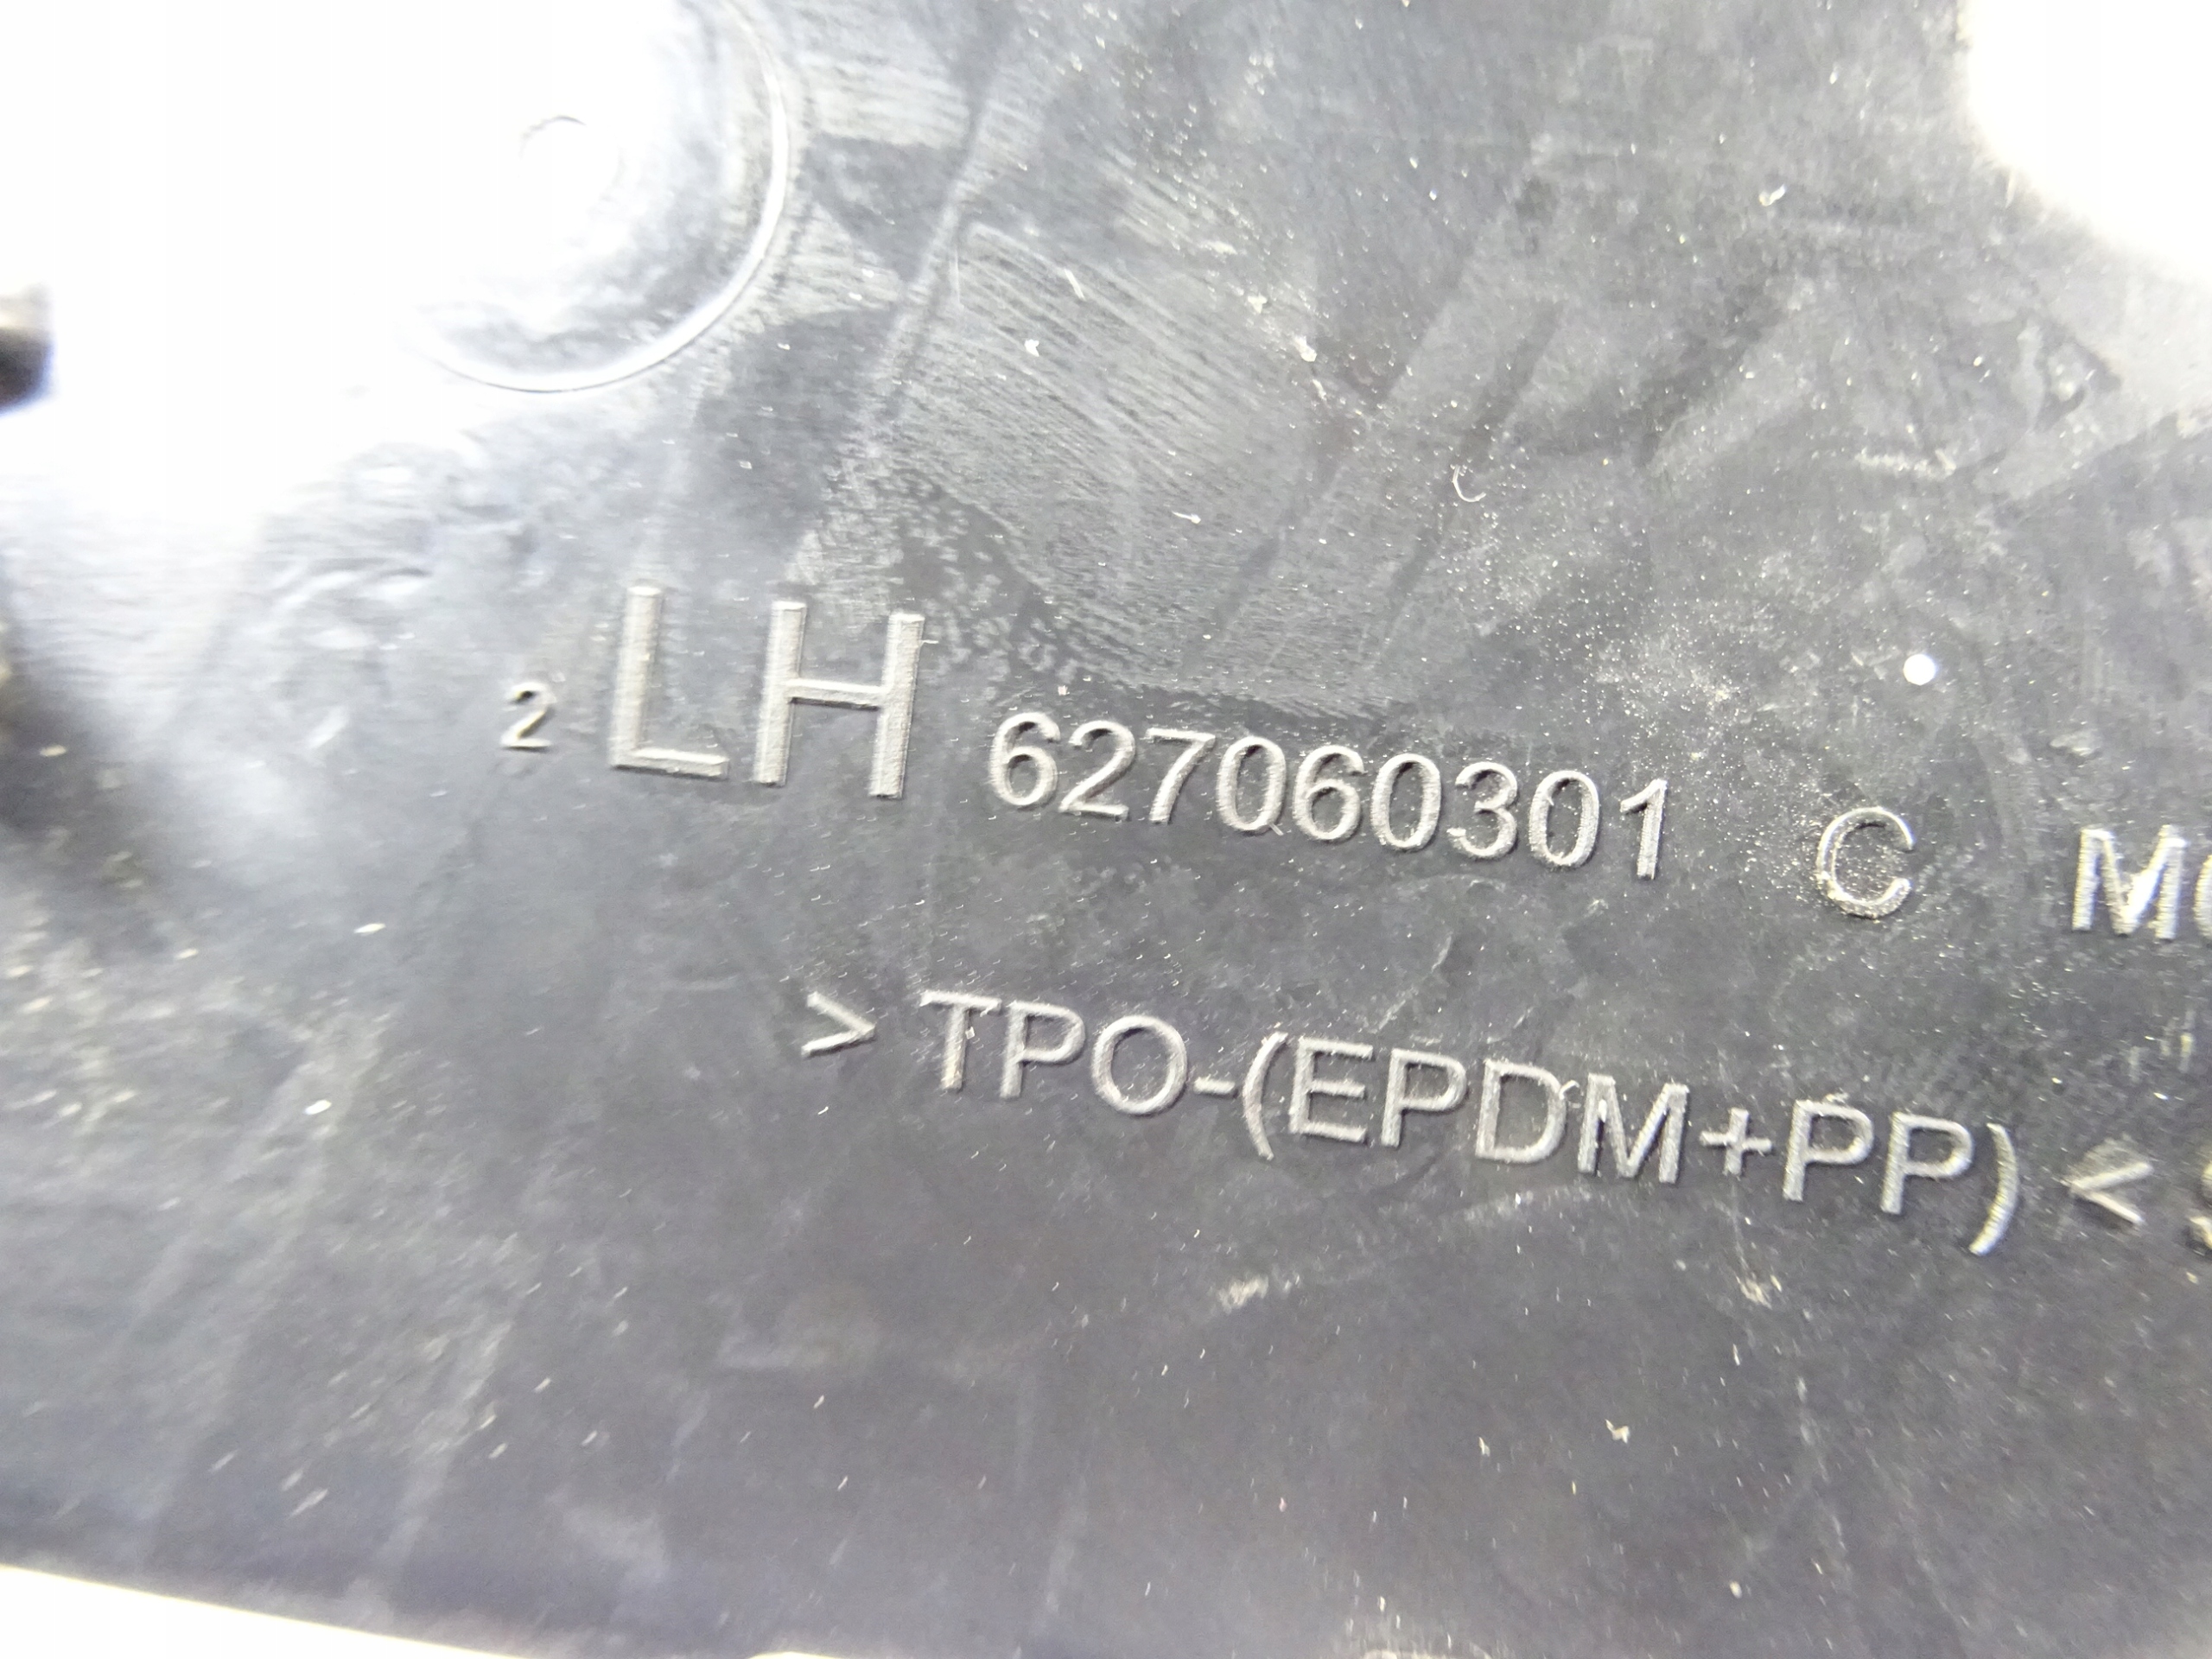 2 LH 627060301 C
> TPO-(EPDM+PP) <